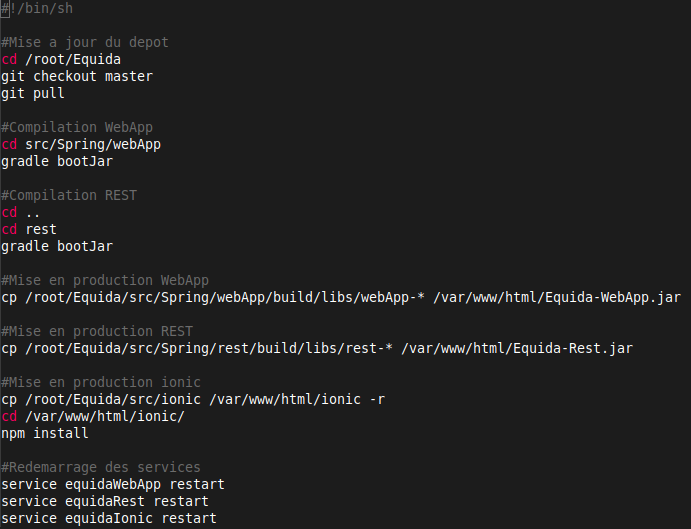 #!/bin/sh
#Mise a jour du depot
cd /root/Equida
git checkout master
git pull
#Compilation WebApp
cd src/Spring/webApp
gradle bootJar
#Compilation REST
cd ..
cd rest
gradle bootJar
#Mise en production WebApp
cp /root/Equida/src/Spring/webApp/build/libs/webApp-* /var/www/html/Equida-WebApp.jar
#Mise en production REST
cp /root/Equida/src/Spring/rest/build/libs/rest-* /var/www/html/Equida-Rest.jar
#Mise en production ionic
cp /root/Equida/src/ionic /var/www/html/ionic -r
cd /var/www/html/ionic/
npm install
#Redemarrage des services
service equidaWebApp restart
service equidaRest restart
service equidaIonic restart